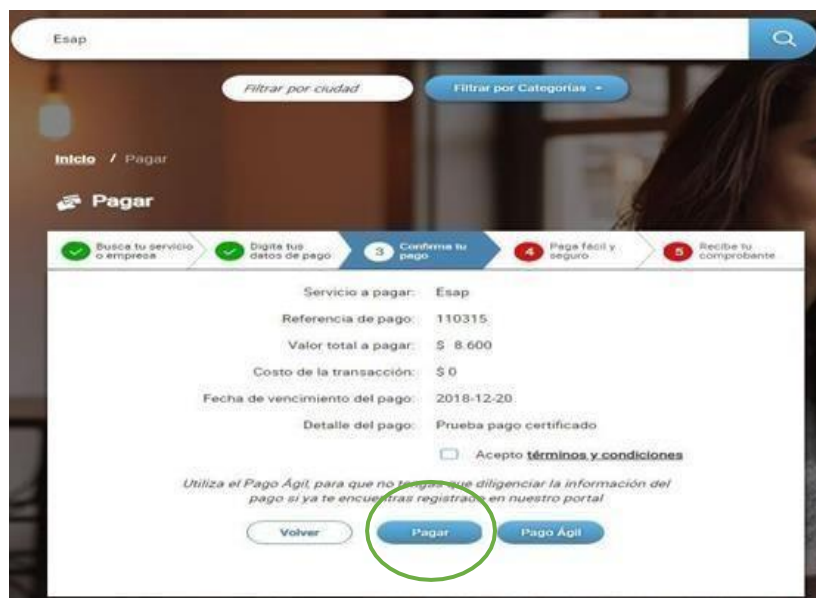 Esap
Filtrar por ciudad
Filtrar por Categorías
Inicio / Pagar
Pagar
Busca tu servicio
o empresa
Digita tus
datos de pago
3
Confirma tu
pago
4
Paga fácil y
seguro
5
Recibe tu
comprobante
Servicio a pagar: Esap
Referencia de pago: 110315
Valor total a pagar: $ 8.600
Costo de la transacción: $ 0
Fecha de vencimiento del pago: 2018-12-20
Detalle del pago: Prueba pago certificado
Acepto términos y condiciones
Utiliza el Pago Ágil, para que no tengas que diligenciar la información del
pago si ya te encuentras registrado en nuestro portal
Volver
Pagar
Pago Ágil